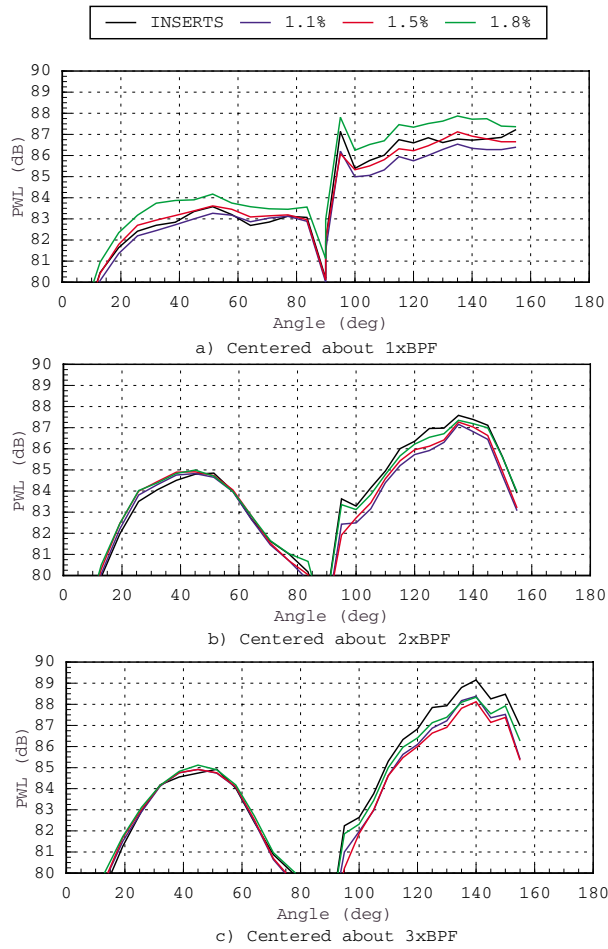 INSERTS 1.1% 1.5% 1.8%
90
89
88
87
86
85
84
83
82
81
80
PWL (dB)
0 20 40 60 80 100 120 140 160 180
Angle (deg)
a) Centered about 1xBPF
90
89
88
87
86
85
84
83
82
81
80
PWL (dB)
0 20 40 60 80 100 120 140 160 180
Angle (deg)
b) Centered about 2xBPF
90
89
88
87
86
85
84
83
82
81
80
PWL (dB)
0 20 40 60 80 100 120 140 160 180
Angle (deg)
c) Centered about 3xBPF